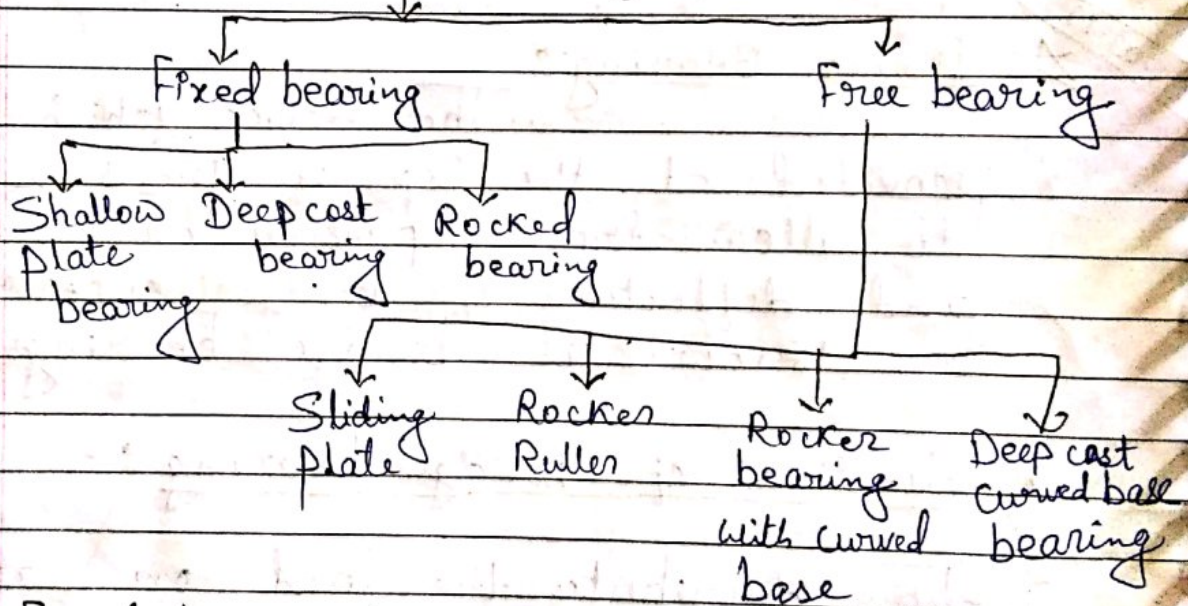 Fixed bearing
Free bearing
Shallow
plate
bearing
Deep cast
bearing
Rocked
bearing
Sliding
plate
Rocker
Ruller
Rocker
bearing
with curved
base
Deep cast
curved base
bearing